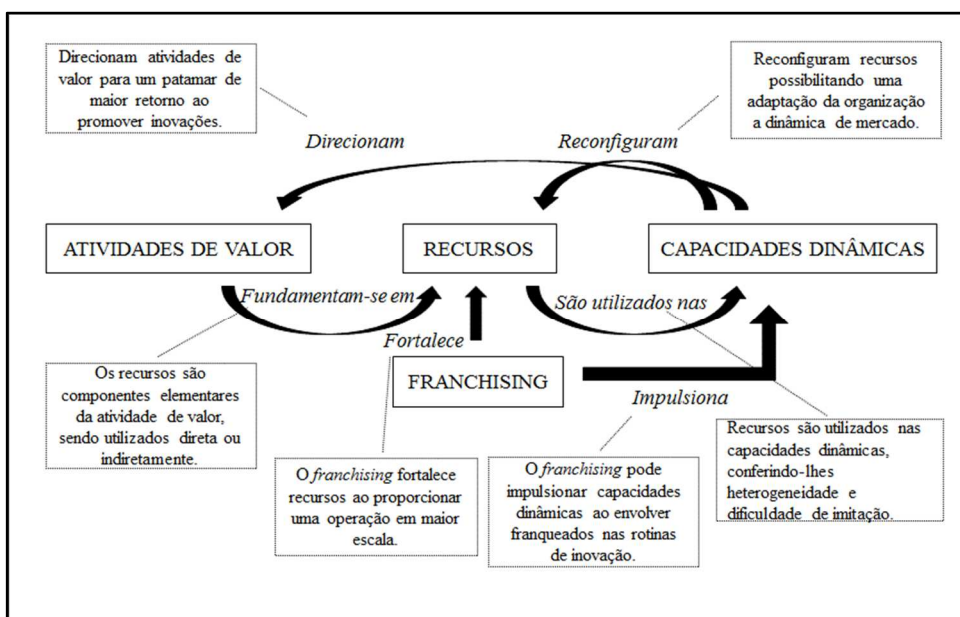 Direcionam atividades de
valor para um patamar de
maior retorno ao
promover inovações.
Reconfiguram recursos
possibilitando uma
adaptação da organização
a dinâmica de mercado.
Direcionam
Reconfiguram
ATIVIDADES DE VALOR
RECURSOS
CAPACIDADES DINÂMICAS
Fundamentam-se em
São utilizados nas
Fortalece
FRANCHISING
Impulsiona
Os recursos são
componentes elementares
da atividade de valor,
sendo utilizados direta ou
indiretamente.
O franchising fortalece
recursos ao proporcionar
uma operação em maior
escala.
O franchising pode
impulsionar capacidades
dinâmicas ao envolver
franqueados nas rotinas
de inovação.
Recursos são utilizados nas
capacidades dinâmicas,
conferindo-lhes
heterogeneidade e
dificuldade de imitação.